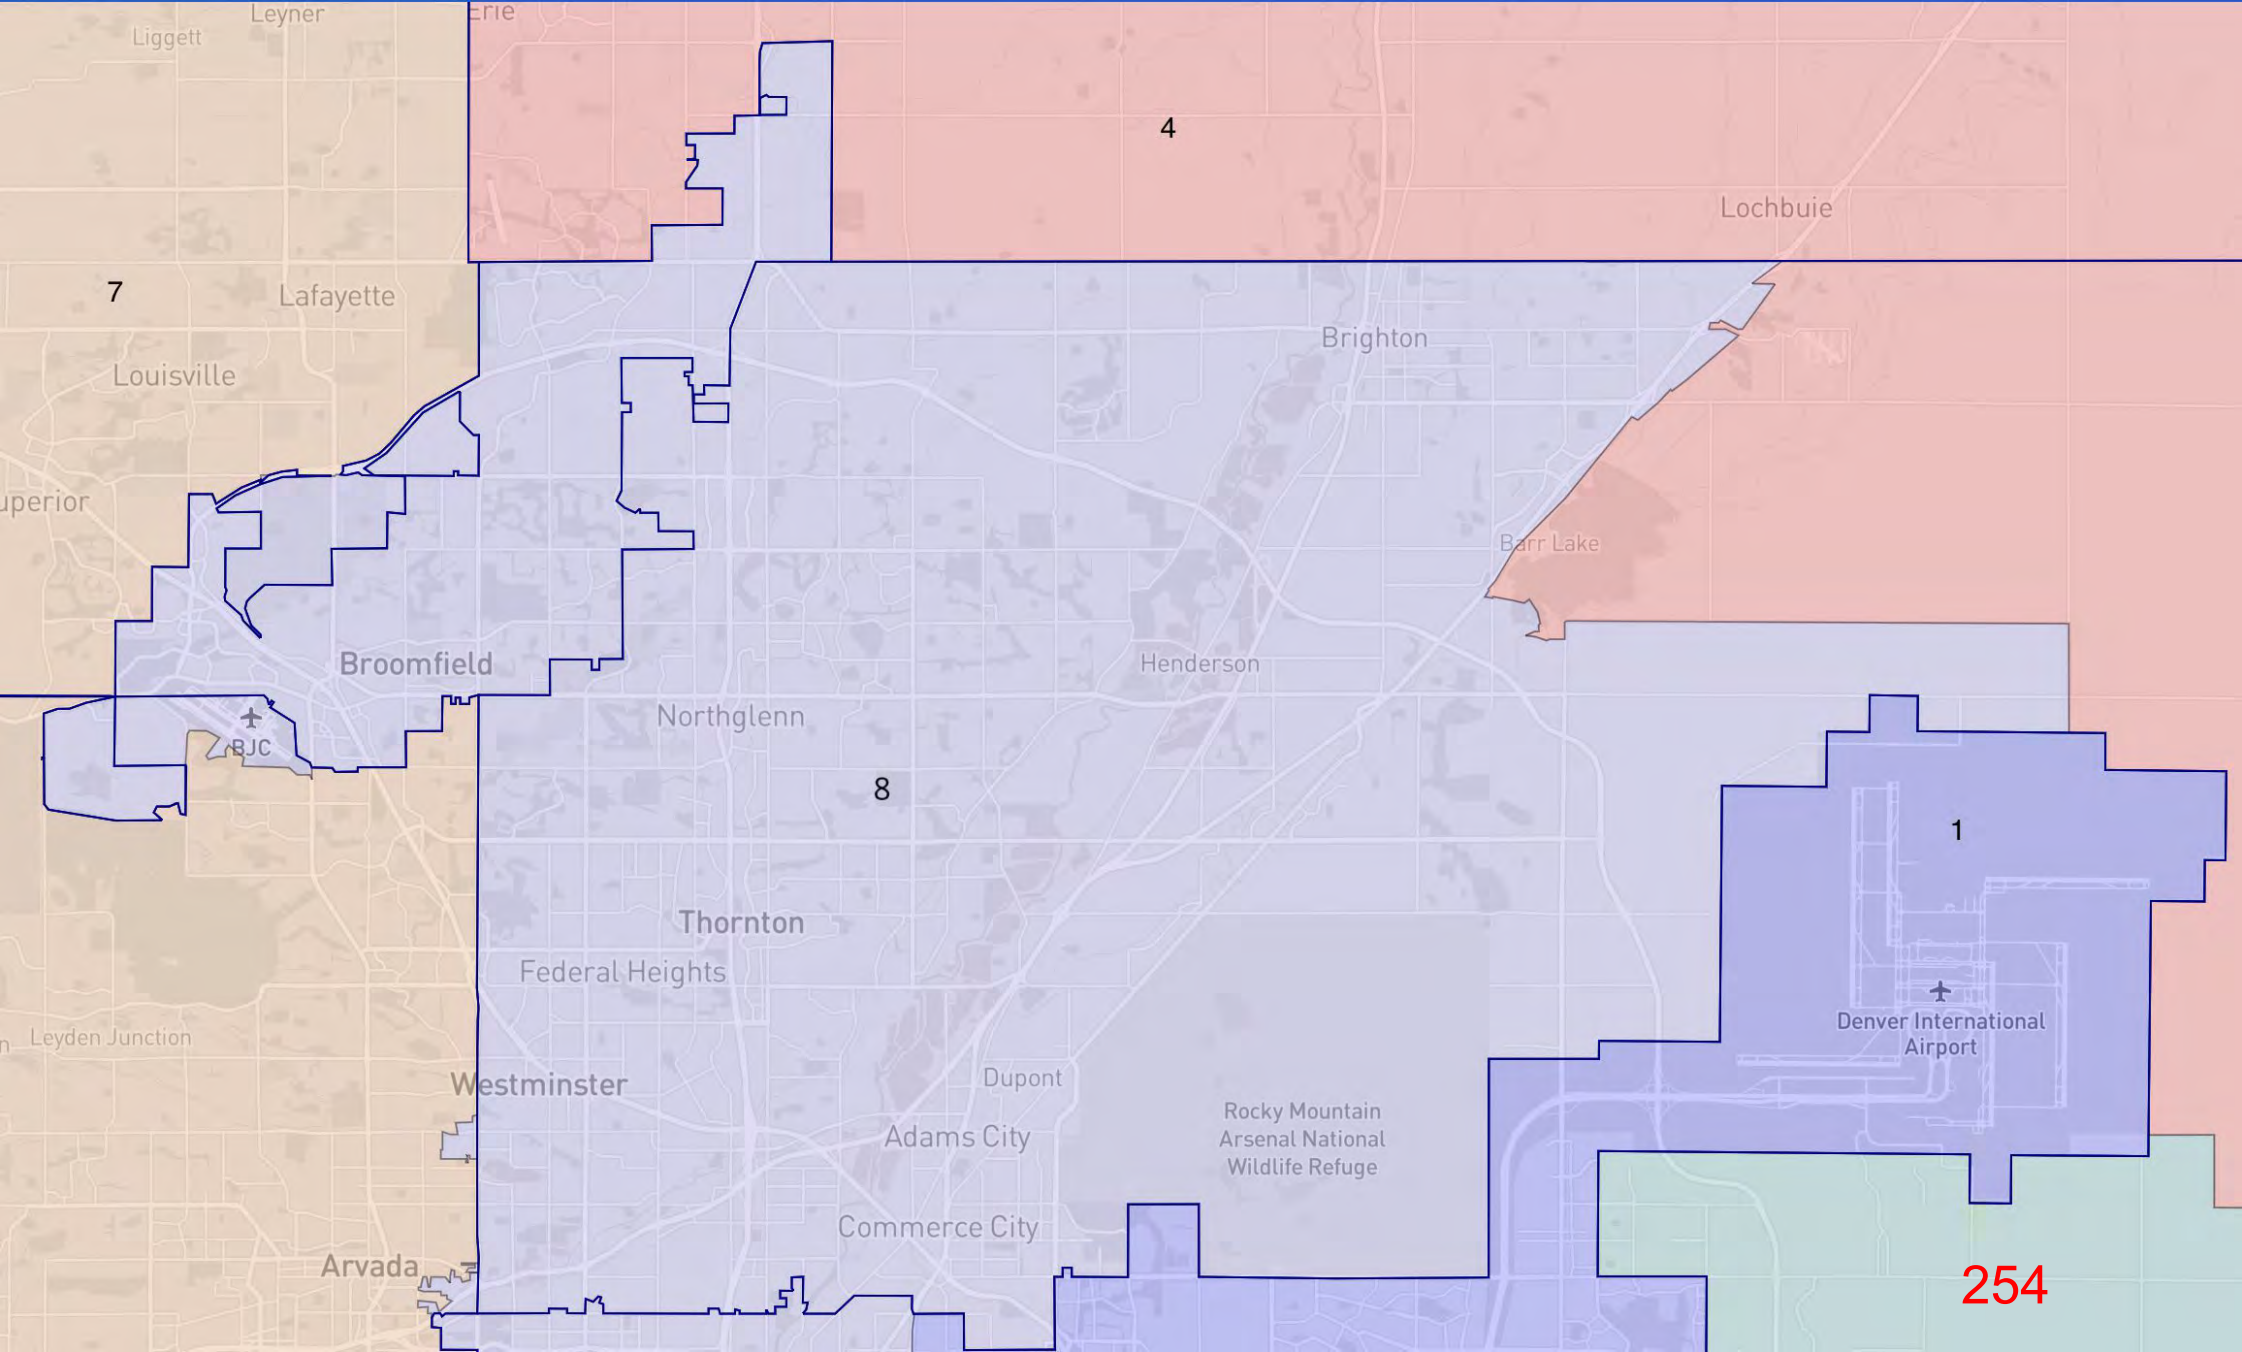 Leyner
Erie
Liggett
4
Lochbuie
7
Lafayette
Brighton
Louisville
uperior
Barr Lake
Broomfield
Henderson
Northglenn
BJC
8
1
Thornton
Federal Heights
Denver International
Airport
n
Leyden Junction
Westminster
Dupont
Rocky Mountain
Arsenal National
Wildlife Refuge
Adams City
Commerce City
Arvada
254